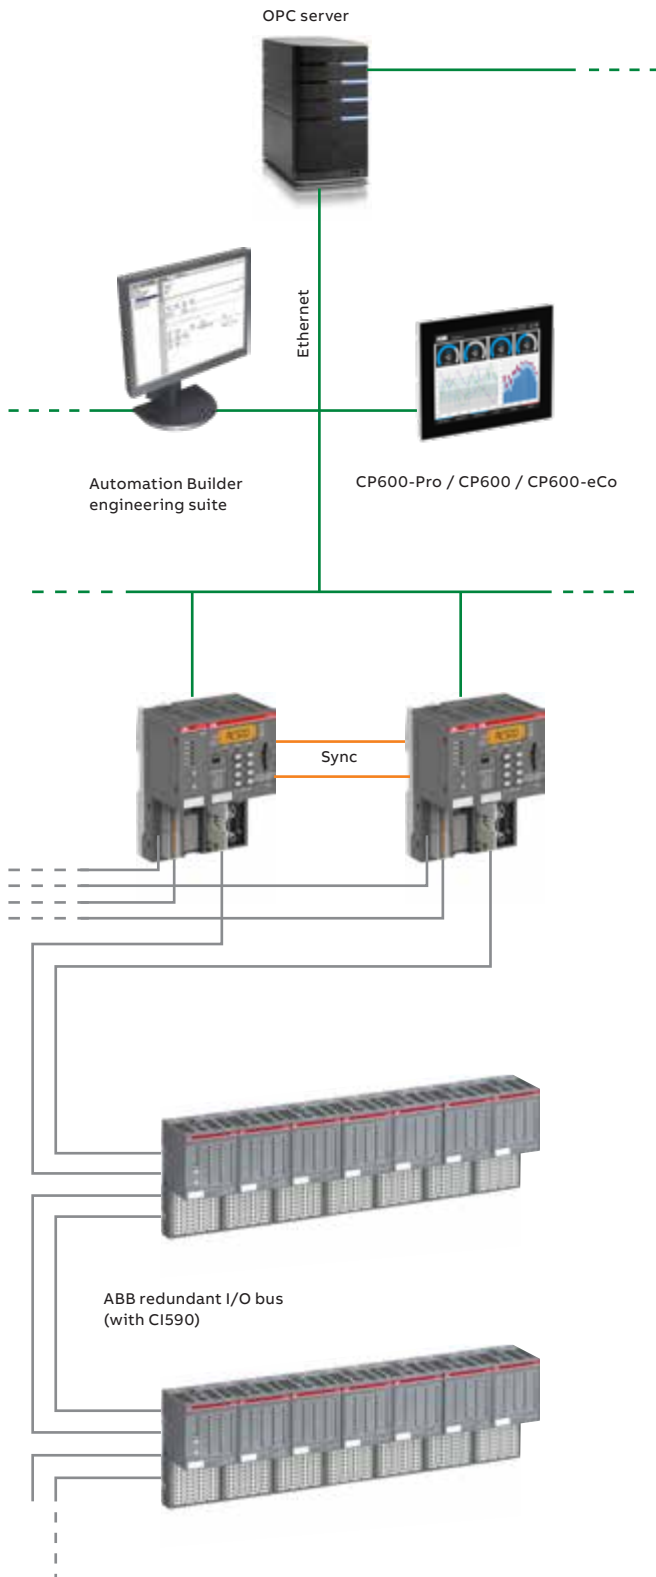 OPC server
Ethernet
Automation Builder
engineering suite
CP600-Pro / CP600 / CP600-eCo
Sync
ABB redundant I/O bus
(with CI590)